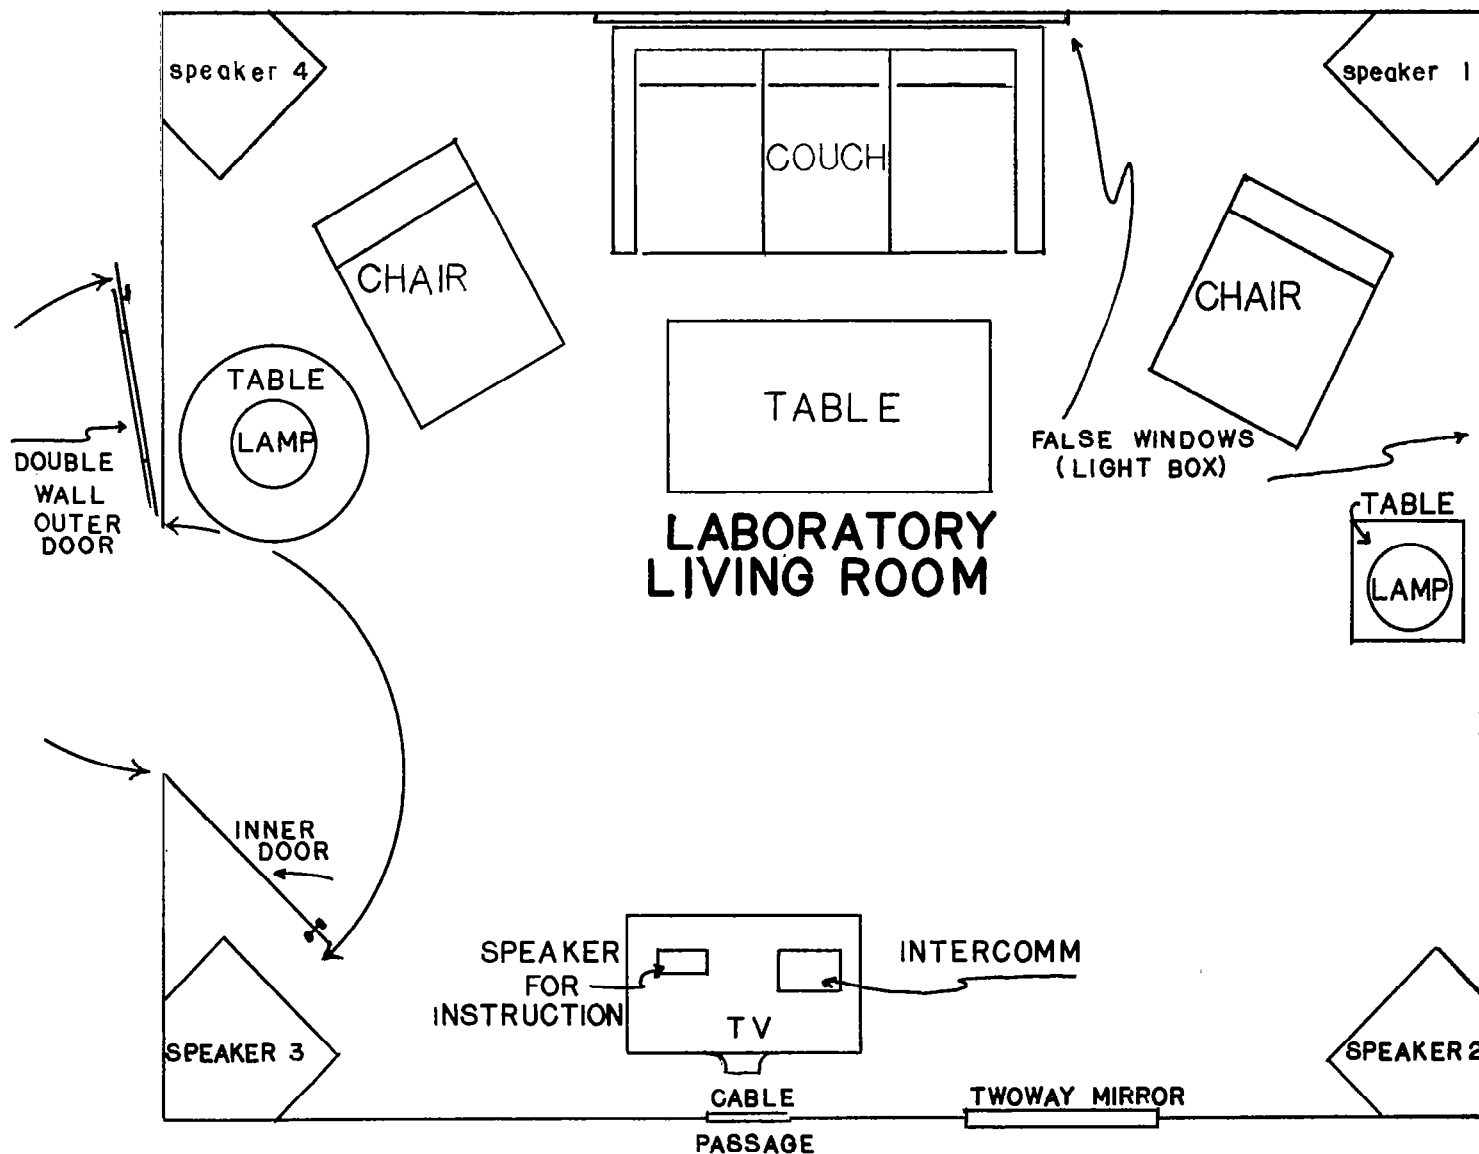 speaker 4
speaker 1
COUCH
CHAIR
CHAIR
TABLE
LAMP
TABLE
FALSE WINDOWS
(LIGHT BOX)
DOUBLE
WALL
OUTER
DOOR
TABLE
LAMP
LABORATORY
LIVING ROOM
INNER
DOOR
SPEAKER
FOR
INSTRUCTION
INTERCOMM
TV
SPEAKER 3
SPEAKER 2
CABLE
PASSAGE
TWOWAY MIRROR